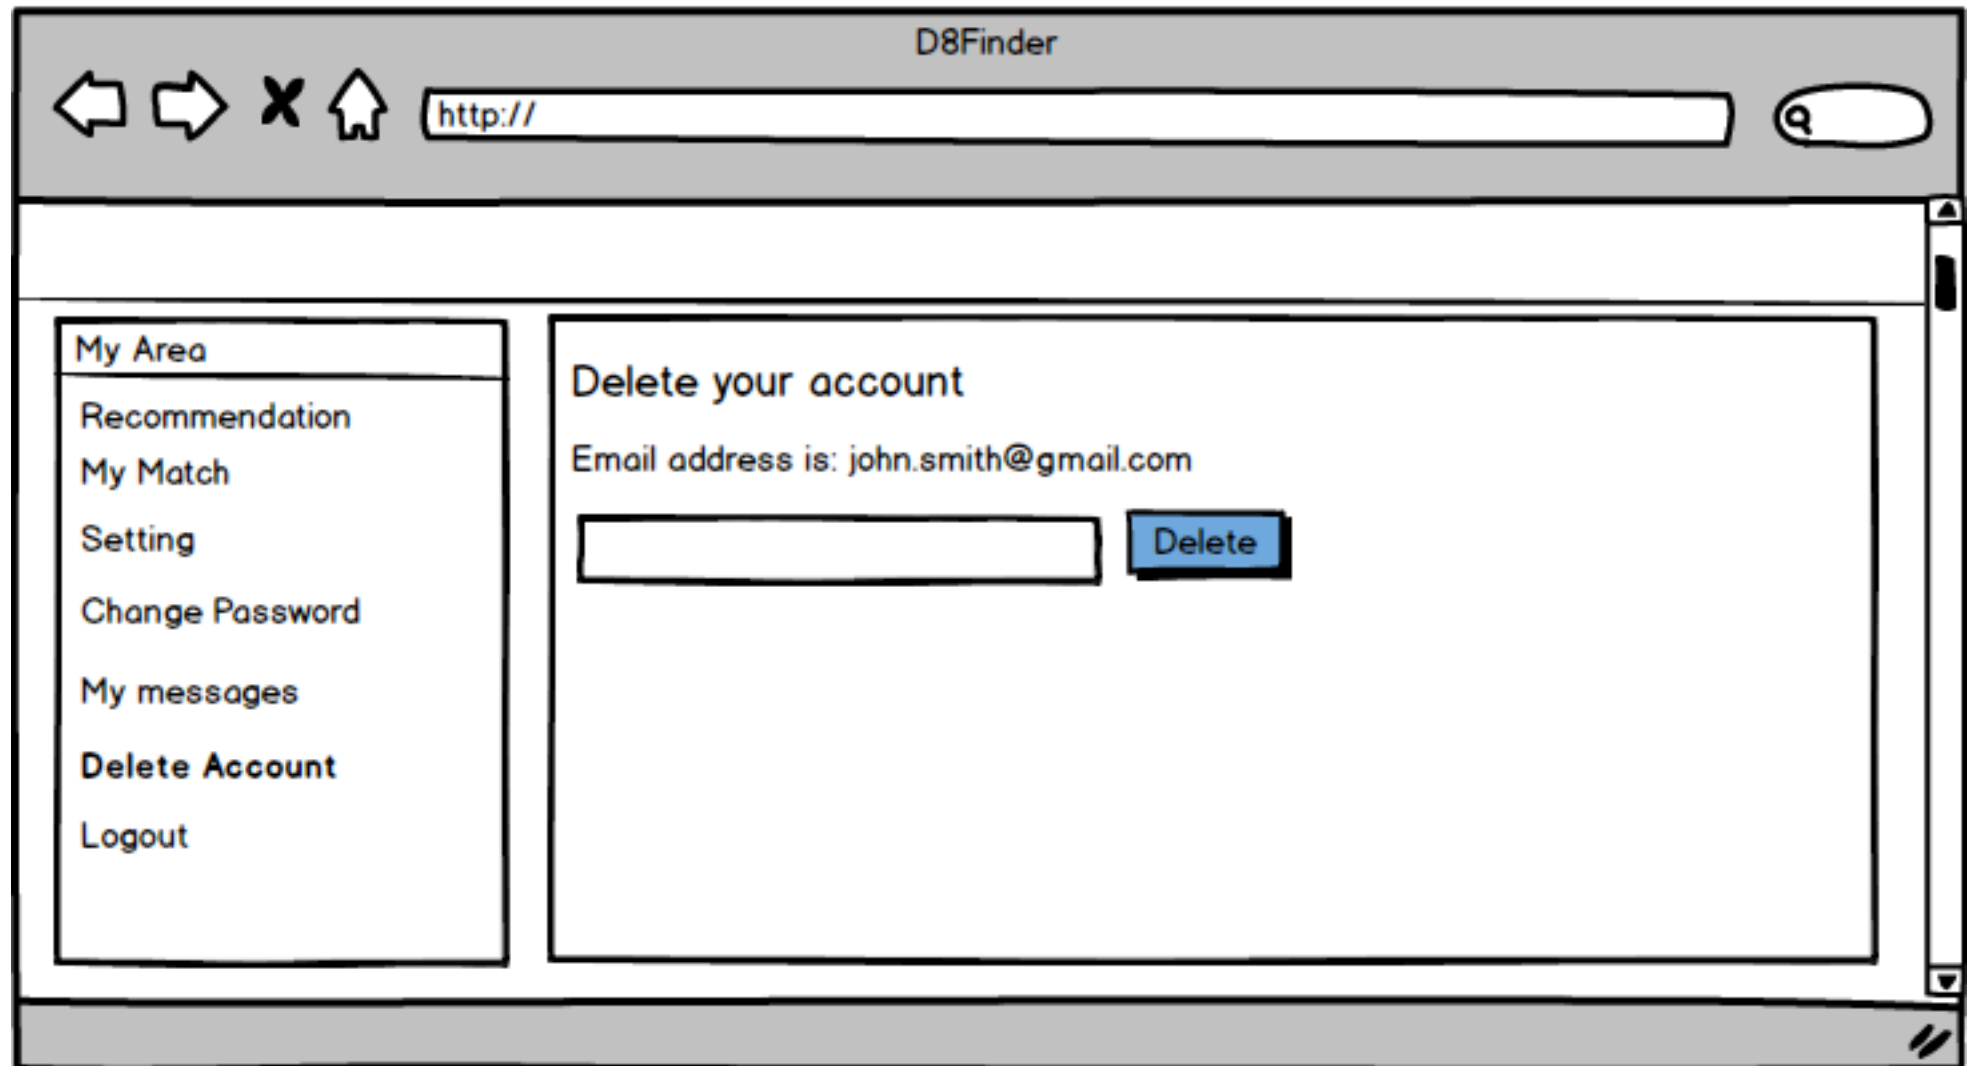 D8Finder
http://
My Area
Recommendation
My Match
Setting
Change Password
My messages
Delete Account
Logout
Delete your account
Email address is: john.smith@gmail.com
Delete